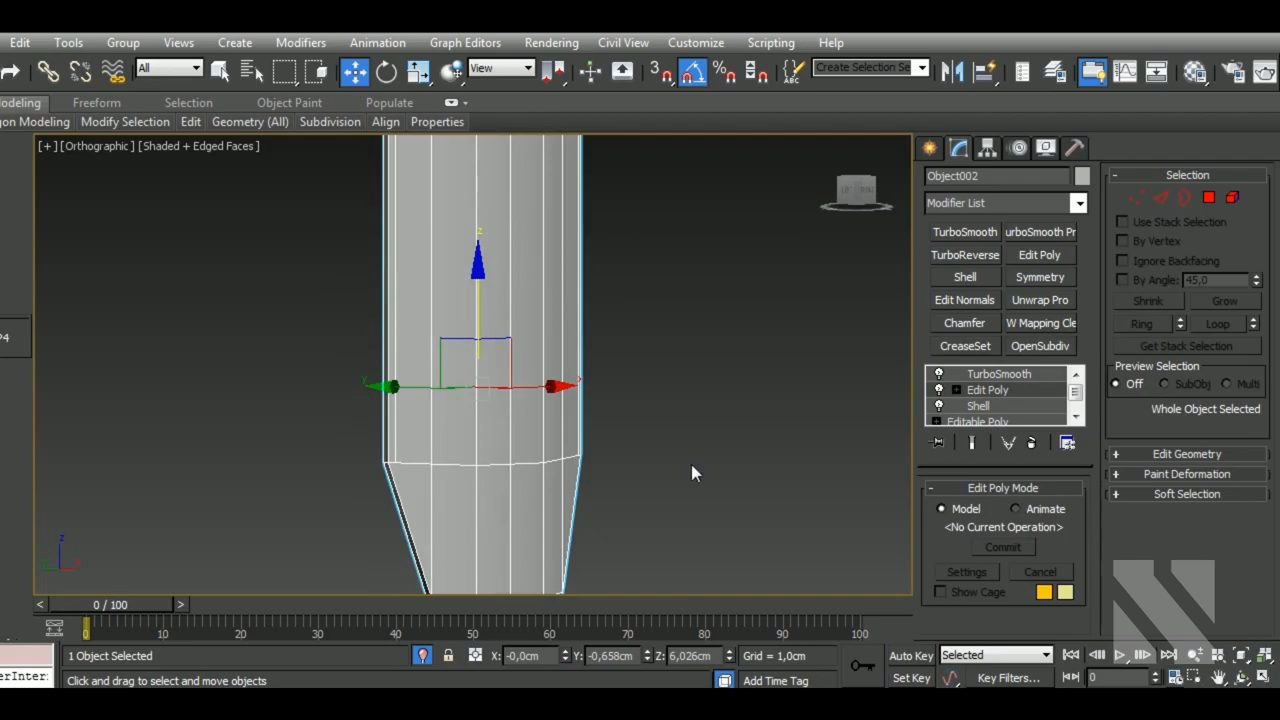 Edit Tools Group Views Create Modifiers Animation Graph Editors Rendering Civil View Customize Scripting Help
All View 3 ABC Create Selection Se
odeling Freeform Selection Object Paint Populate
gon Modeling Modify Selection Edit Geometry (All) Subdivision Align Properties
[+] [Orthographic] [Shaded + Edged Faces]
Object002
Modifier List
TurboSmooth urboSmooth Pr
TurboReverse Edit Poly
Shell Symmetry
Edit Normals Unwrap Pro
Chamfer W Mapping Cle
CreaseSet OpenSubdiv
TurboSmooth
Edit Poly
Shell
Editable Poly
- Edit Poly Mode
Model Animate
<No Current Operation>
Commit
Settings Cancel
Show Cage
- Selection
Use Stack Selection
By Vertex
Ignore Backfacing
By Angle: 45,0
Shrink Grow
Ring Loop
Get Stack Selection
Preview Selection
Off SubObj Multi
Whole Object Selected
+ Edit Geometry
+ Paint Deformation
+ Soft Selection
P4
z
x
z
< 0 / 100 >
0 10 20 30 40 50 60 70 80 90 100
1 Object Selected X: -0,0cm Y: -0,658cm Z: 6,026cm Grid = 1,0cm Auto Key Selected
erInter: Click and drag to select and move objects Add Time Tag Set Key Key Filters... 0